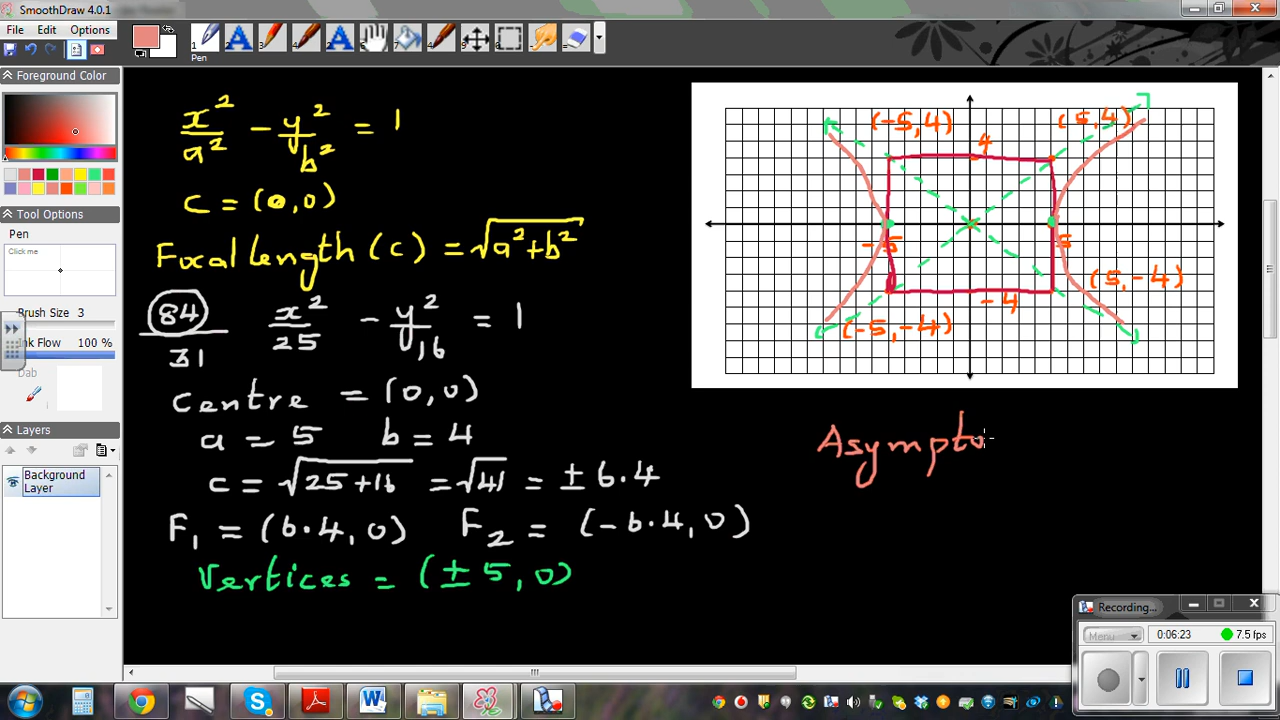 SmoothDraw 4.0.1
File Edit Options
Pen
Foreground Color
Tool Options
Pen
Click me
Brush Size 3
Ink Flow 100 %
Dab
Layers
Background Layer
x²/a² - y²/b² = 1
c = (0,0)
Focal length (c) = √a²+b²
84/31 x²/25 - y²/16 = 1
Centre = (0,0)
a = 5 b = 4
c = √25+16 = √41 = ± 6.4
F₁ = (6.4,0) F₂ = (-6.4,0)
Vertices = (±5,0)
(-5,4) (5,4)
4
-5 5
(5,-4)
-4
(-5,-4)
Asympto
Recording...
Menu 0:06:23 7.5 fps